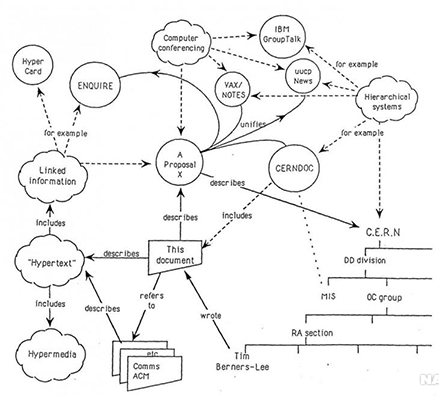 Computer
conferencing
IBM
GroupTalk
Hyper
Card
ENQUIRE
for example
VAX/
NOTES
uucp
News
for example
Hierarchical
systems
unifies
for example
Linked
information
A
Proposal
X
CERNDOC
for example
describes
includes
describes
includes
C.E.R.N
"Hypertext"
describes
This
document
DD division
includes
describes
refers
to
wrote
MIS
OC group
RA section
Hypermedia
etc
Comms
ACM
Tim
Berners-Lee